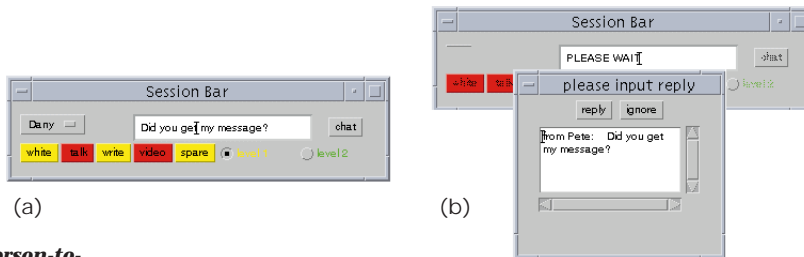 Session Bar
Dany
Did you get my message?
chat
white talk write video spare level 1 level 2
(a)
Session Bar
PLEASE WAIT
chat
white
level 2
please input reply
reply ignore
from Pete: Did you get
my message?
(b)
erson-to-